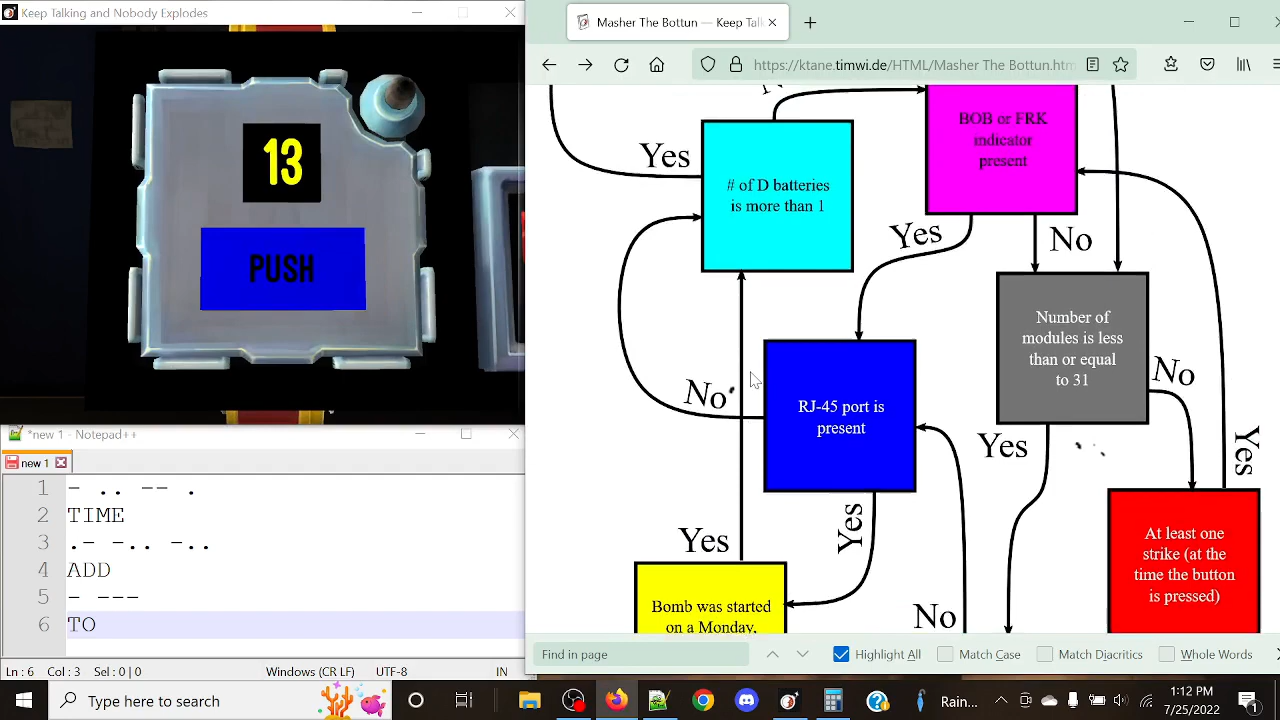 Keep Talking and Nobody Explodes
13
PUSH
*new 1 - Notepad++
new 1
1 - .. -- .
2 TIME
3 .- -.. -..
4 ADD
5 - ---
6 TO
Ln : 6 Col : 3 Sel : 0 | 0
Windows (CR LF)
UTF-8
IN
Masher The Bottun — Keep Talk
https://ktane.timwi.de/HTML/Masher The Bottun.htm
Yes
# of D batteries
is more than 1
BOB or FRK
indicator
present
Yes
No
Number of
modules is less
than or equal
to 31
No
RJ-45 port is
present
No
Yes
Yes
Yes
Yes
At least one
strike (at the
time the button
is pressed)
Bomb was started
on a Monday,
No
Find in page
Highlight All
Match Case
Match Diacritics
Whole Words
Type here to search
Rain...
1:12 PM
7/25/2022